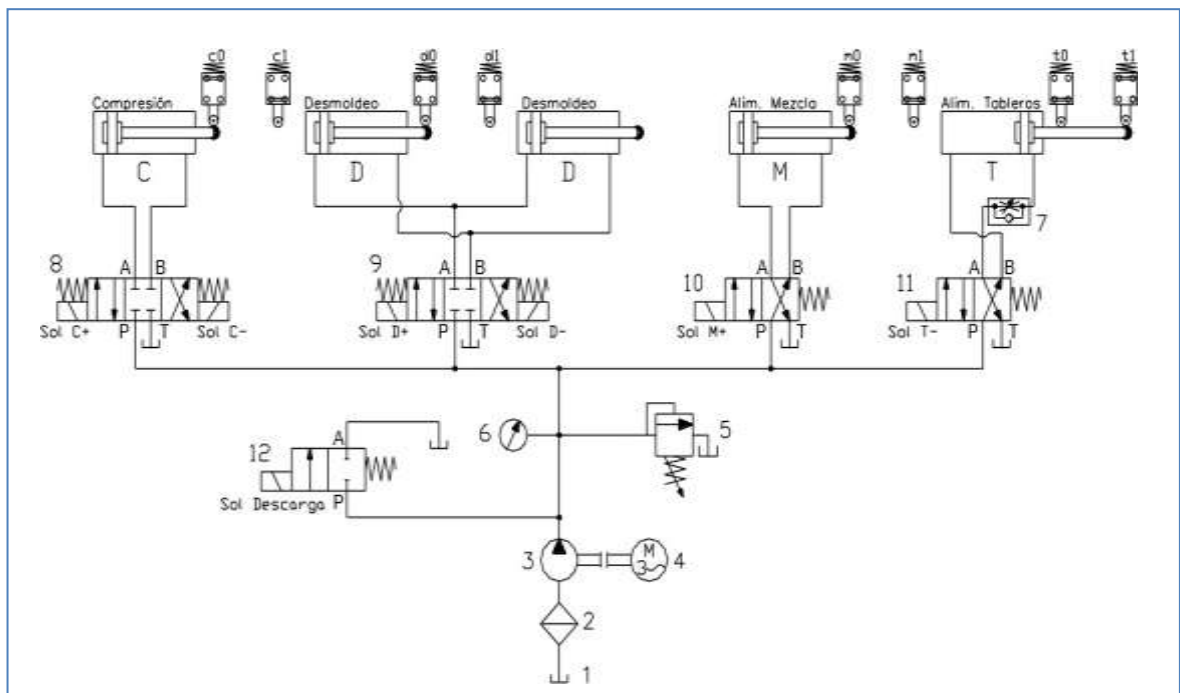 c0 c1 d0 d1 m0 m1 t0 t1
Compresión Desmoldeo Desmoldeo Alim. Mezcla Alim. Tableros
C D D M T
7
8 A B 9 A B 10 A B 11 A B
Sol C+ P T Sol C- Sol D+ P T Sol D- Sol M+ P T Sol T- P T
6 5
12 A
Sol Descarga P
3 M 3 4
2
1